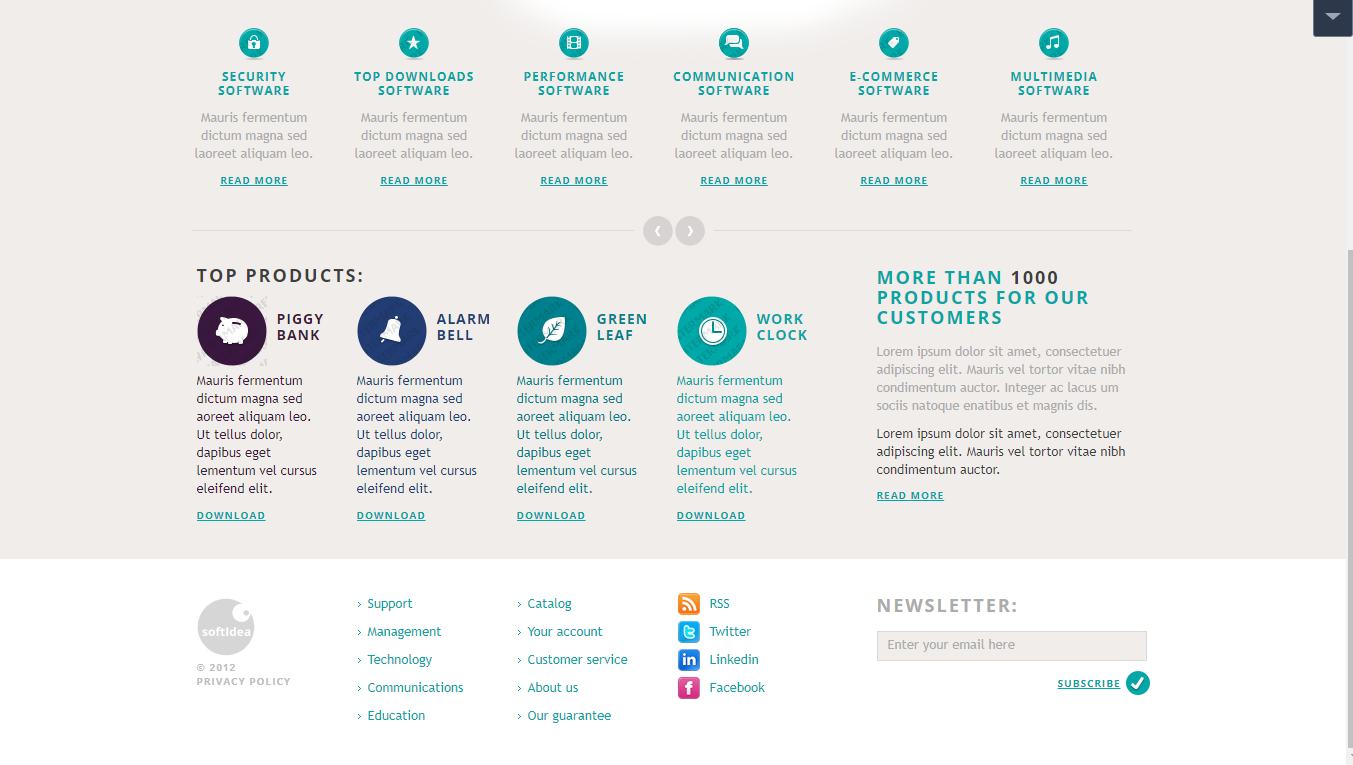 SECURITY
SOFTWARE
Mauris fermentum
dictum magna sed
laoreet aliquam leo.
READ MORE
TOP DOWNLOADS
SOFTWARE
Mauris fermentum
dictum magna sed
laoreet aliquam leo.
READ MORE
PERFORMANCE
SOFTWARE
Mauris fermentum
dictum magna sed
laoreet aliquam leo.
READ MORE
COMMUNICATION
SOFTWARE
Mauris fermentum
dictum magna sed
laoreet aliquam leo.
READ MORE
E-COMMERCE
SOFTWARE
Mauris fermentum
dictum magna sed
laoreet aliquam leo.
READ MORE
MULTIMEDIA
SOFTWARE
Mauris fermentum
dictum magna sed
laoreet aliquam leo.
READ MORE
TOP PRODUCTS:
PIGGY
BANK
Mauris fermentum
dictum magna sed
aoreet aliquam leo.
Ut tellus dolor,
dapibus eget
lementum vel cursus
eleifend elit.
DOWNLOAD
ALARM
BELL
Mauris fermentum
dictum magna sed
aoreet aliquam leo.
Ut tellus dolor,
dapibus eget
lementum vel cursus
eleifend elit.
DOWNLOAD
GREEN
LEAF
Mauris fermentum
dictum magna sed
aoreet aliquam leo.
Ut tellus dolor,
dapibus eget
lementum vel cursus
eleifend elit.
DOWNLOAD
WORK
CLOCK
Mauris fermentum
dictum magna sed
aoreet aliquam leo.
Ut tellus dolor,
dapibus eget
lementum vel cursus
eleifend elit.
DOWNLOAD
MORE THAN 1000
PRODUCTS FOR OUR
CUSTOMERS
Lorem ipsum dolor sit amet, consectetuer
adipiscing elit. Mauris vel tortor vitae nibh
condimentum auctor. Integer ac lacus um
sociis natoque enatibus et magnis dis.
Lorem ipsum dolor sit amet, consectetuer
adipiscing elit. Mauris vel tortor vitae nibh
condimentum auctor.
READ MORE
softIdea
© 2012
PRIVACY POLICY
Support
Management
Technology
Communications
Education
Catalog
Your account
Customer service
About us
Our guarantee
RSS
Twitter
Linkedin
Facebook
NEWSLETTER:
Enter your email here
SUBSCRIBE